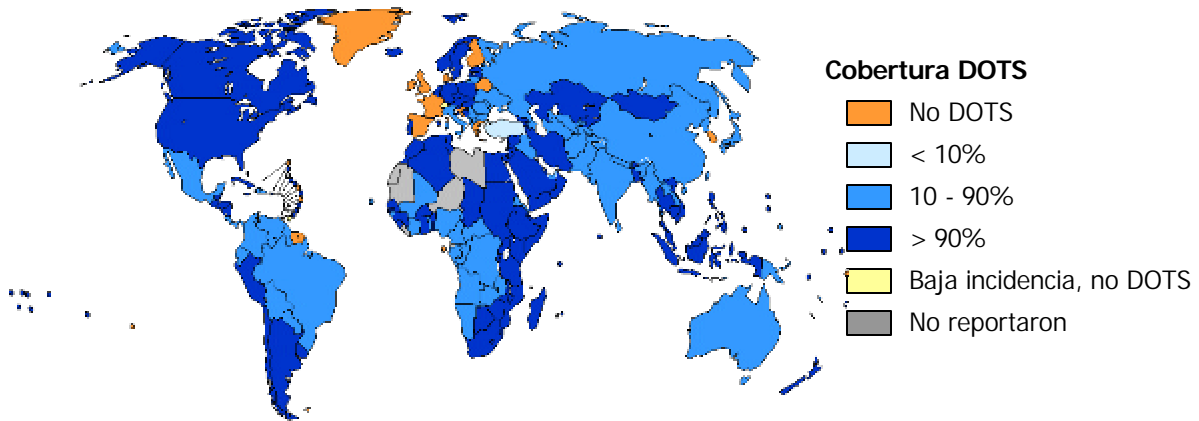 Cobertura DOTS
No DOTS
< 10%
10 - 90%
> 90%
Baja incidencia, no DOTS
No reportaron